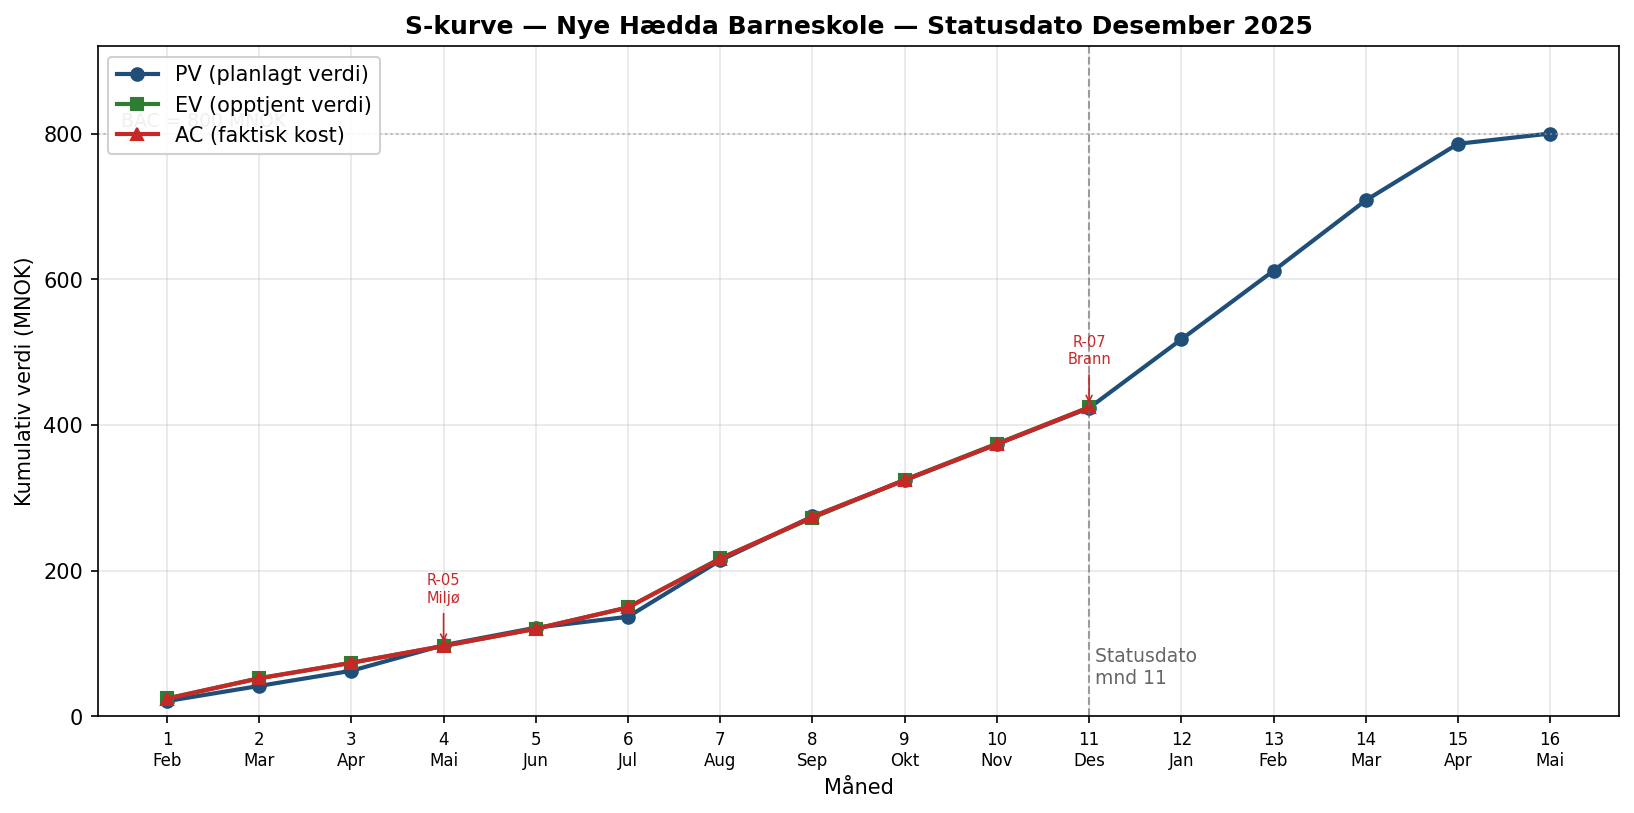 S-kurve — Nye Hædda Barneskole — Statusdato Desember 2025
PV (planlagt verdi)
EV (opptjent verdi)
AC (faktisk kost)
BAC = 800 MNOK
Kumulativ verdi (MNOK)
800
600
400
200
0
R-07
Brann
R-05
Miljø
Statusdato
mnd 11
1 2 3 4 5 6 7 8 9 10 11 12 13 14 15 16
Feb Mar Apr Mai Jun Jul Aug Sep Okt Nov Des Jan Feb Mar Apr Mai
Måned